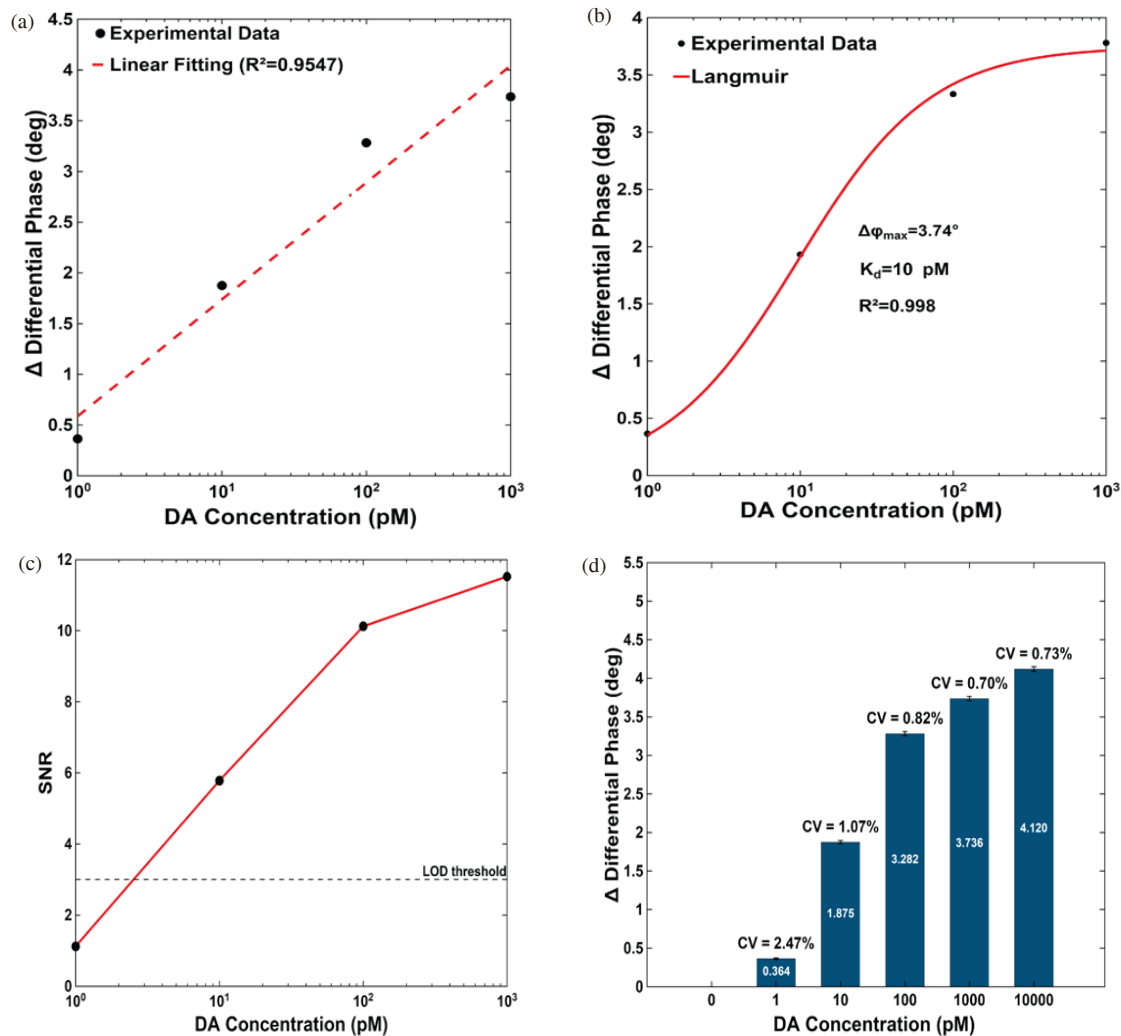 (a)
4.5
4
3.5
3
2.5
2
1.5
1
0.5
0
Δ Differential Phase (deg)
Experimental Data
Linear Fitting (R²=0.9547)
10⁰ 10¹ 10² 10³
DA Concentration (pM)
(b)
4
3.5
3
2.5
2
1.5
1
0.5
0
Δ Differential Phase (deg)
Experimental Data
Langmuir
Δφmax=3.74°
Kd=10 pM
R²=0.998
10⁰ 10¹ 10² 10³
DA Concentration (pM)
(c)
12
10
8
6
4
2
0
SNR
LOD threshold
10⁰ 10¹ 10² 10³
DA Concentration (pM)
(d)
5.5
5
4.5
4
3.5
3
2.5
2
1.5
1
0.5
0
Δ Differential Phase (deg)
CV = 2.47%
0.364
CV = 1.07%
1.875
CV = 0.82%
3.282
CV = 0.70%
3.736
CV = 0.73%
4.120
0 1 10 100 1000 10000
DA Concentration (pM)